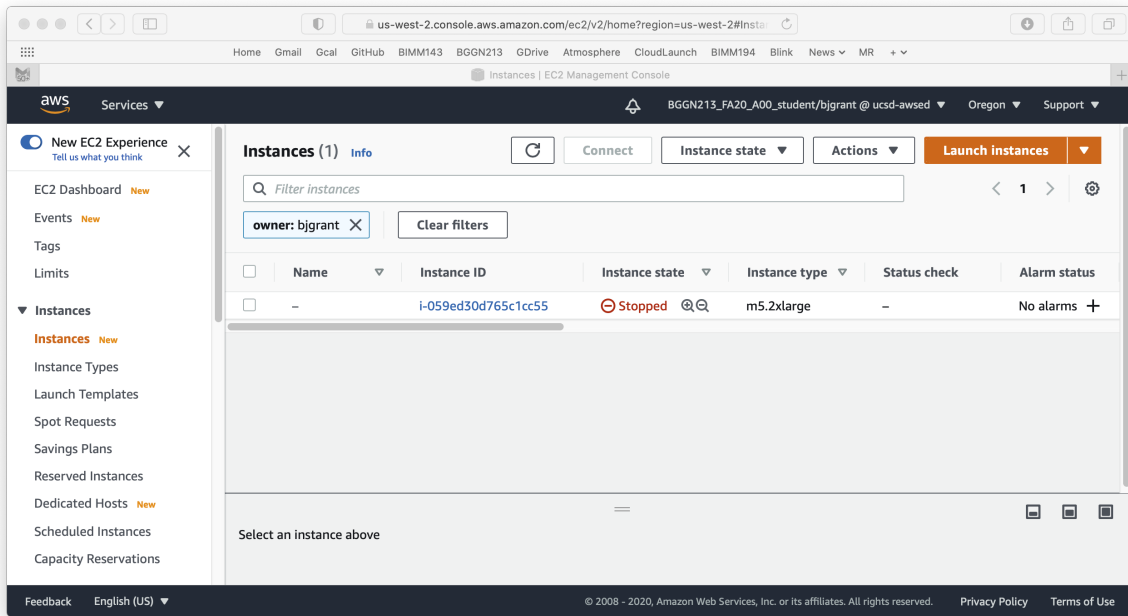 us-west-2.console.aws.amazon.com/ec2/v2/home?region=us-west-2#Insta
Home Gmail Gcal GitHub BIMM143 BGGN213 GDrive Atmosphere CloudLaunch BIMM194 Blink News MR +
Instances | EC2 Management Console
aws Services BGGN213_FA20_A00_student/bjgrant @ ucsd-awsed Oregon Support
New EC2 Experience
Tell us what you think
EC2 Dashboard New
Events New
Tags
Limits
Instances
Instances New
Instance Types
Launch Templates
Spot Requests
Savings Plans
Reserved Instances
Dedicated Hosts New
Scheduled Instances
Capacity Reservations
Instances (1) Info Connect Instance state Actions Launch instances
Filter instances 1
owner: bjgrant Clear filters
Name Instance ID Instance state Instance type Status check Alarm status
– i-059ed30d765c1cc55 Stopped m5.2xlarge – No alarms +
Select an instance above
Feedback English (US) © 2008 - 2020, Amazon Web Services, Inc. or its affiliates. All rights reserved. Privacy Policy Terms of Use